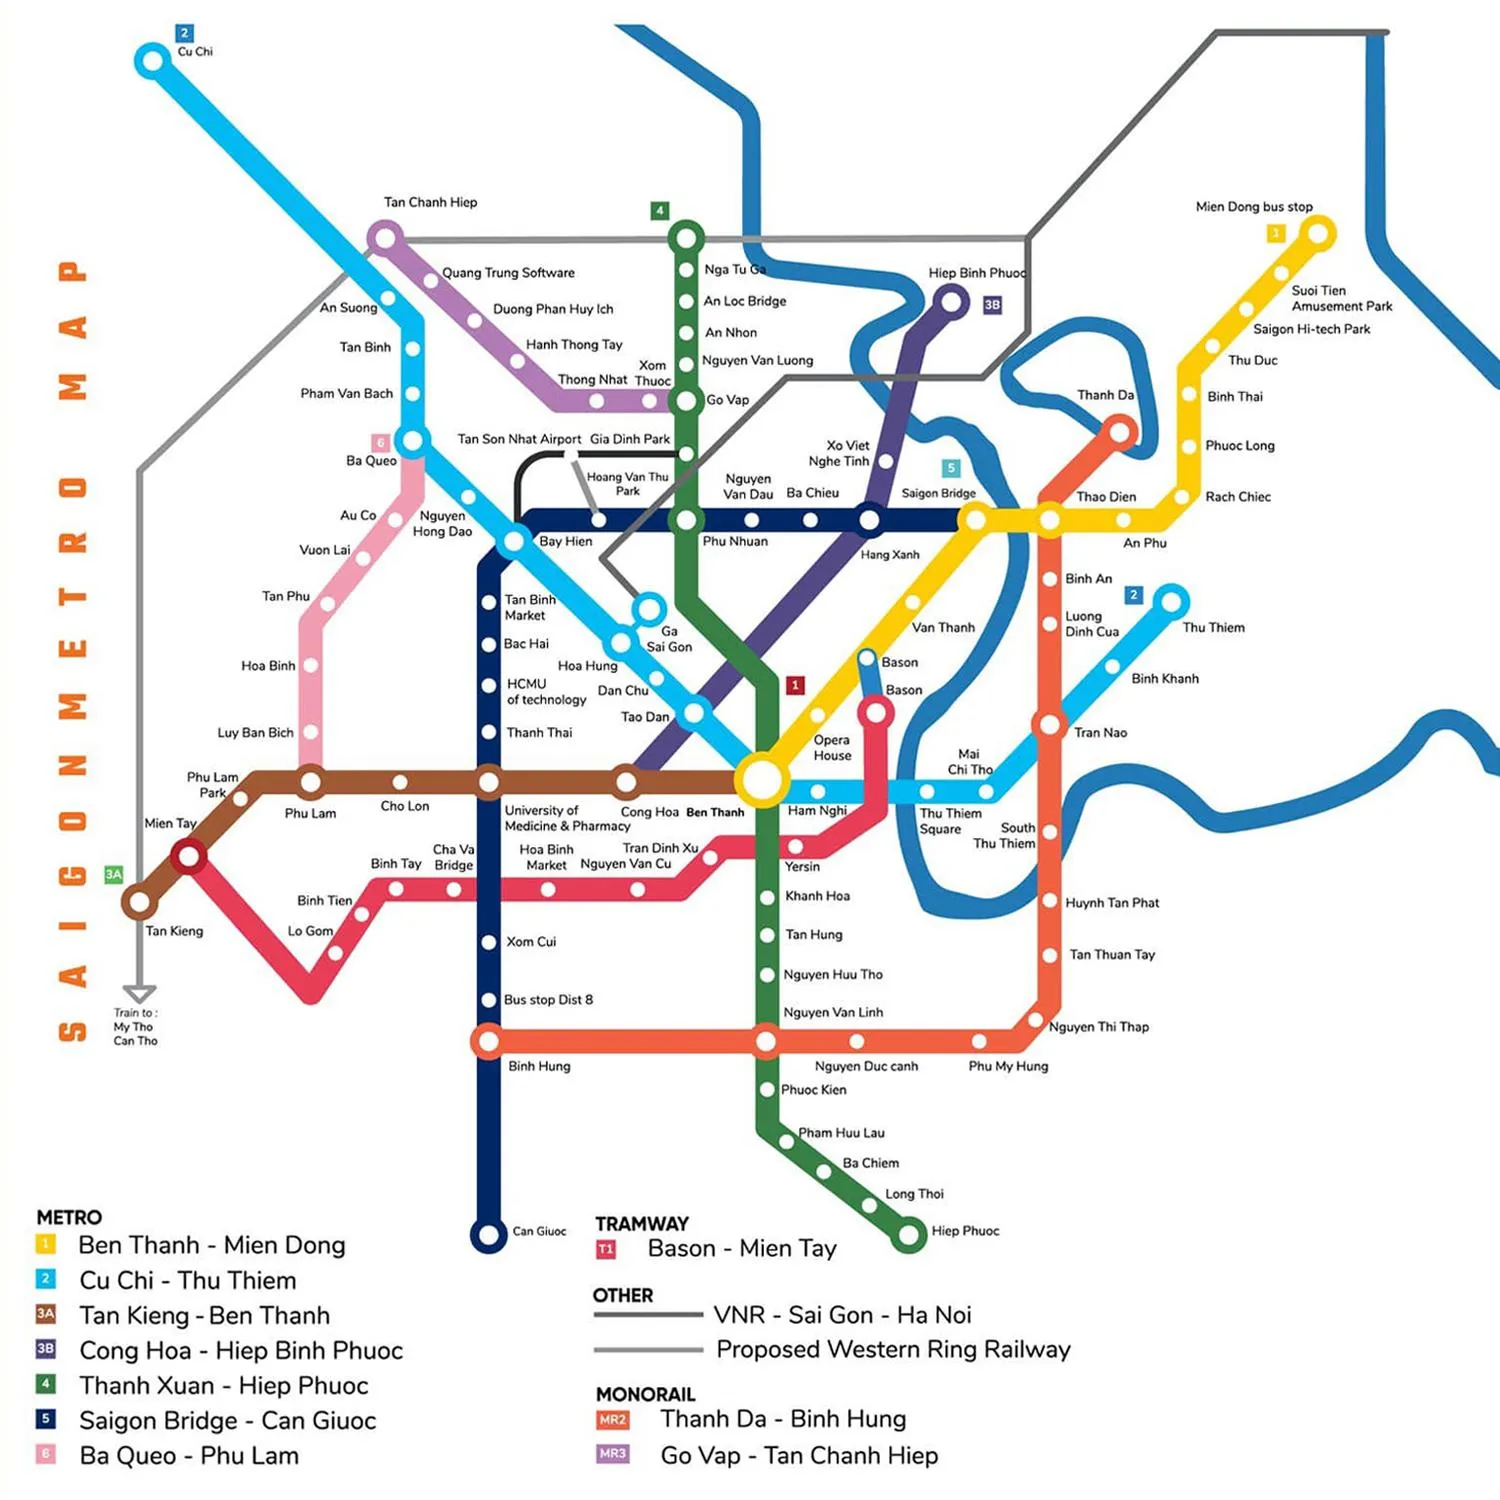 SAIGON METRO MAP
2
Cu Chi
Tan Chanh Hiep
4
Mien Dong bus stop
1
Quang Trung Software
Nga Tu Ga
Hiep Binh Phuoc
3B
Suoi Tien
Amusement Park
An Suong
Duong Phan Huy Ich
An Loc Bridge
Saigon Hi-tech Park
Tan Binh
Hanh Thong Tay
An Nhon
Thu Duc
Pham Van Bach
Thong Nhat
Xom
Thuoc
Nguyen Van Luong
Go Vap
Thanh Da
Binh Thai
6
Ba Queo
Tan Son Nhat Airport
Gia Dinh Park
Xo Viet
Nghe Tinh
Phuoc Long
Hoang Van Thu
Park
Nguyen
Van Dau
Ba Chieu
5
Saigon Bridge
Thao Dien
Rach Chiec
Au Co
Nguyen
Hong Dao
Bay Hien
Phu Nhuan
Hang Xanh
An Phu
Vuon Lai
Binh An
Tan Phu
Tan Binh
Market
2
Thu Thiem
Luong
Dinh Cua
Van Thanh
Bac Hai
Ga
Sai Gon
Hoa Binh
Hoa Hung
Bason
Binh Khanh
HCMU
of technology
Dan Chu
1
Bason
Tao Dan
Luy Ban Bich
Thanh Thai
Opera
House
Tran Nao
Mai
Chi Tho
Phu Lam
Park
Phu Lam
Cho Lon
University of
Medicine & Pharmacy
Cong Hoa
Ben Thanh
Ham Nghi
Thu Thiem
Square
South
Thu Thiem
Mien Tay
Binh Tay
Cha Va
Bridge
Hoa Binh
Market
Tran Dinh Xu
Nguyen Van Cu
Yersin
3A
Binh Tien
Khanh Hoa
Huynh Tan Phat
Tan Kieng
Lo Gom
Xom Cui
Tan Hung
Tan Thuan Tay
Nguyen Huu Tho
Bus stop Dist 8
Train to :
My Tho
Can Tho
Nguyen Van Linh
Nguyen Thi Thap
Binh Hung
Nguyen Duc canh
Phu My Hung
Phuoc Kien
Pham Huu Lau
Ba Chiem
Long Thoi
Can Giuoc
Hiep Phuoc
METRO
1 Ben Thanh - Mien Dong
2 Cu Chi - Thu Thiem
3A Tan Kieng - Ben Thanh
3B Cong Hoa - Hiep Binh Phuoc
4 Thanh Xuan - Hiep Phuoc
5 Saigon Bridge - Can Giuoc
6 Ba Queo - Phu Lam
TRAMWAY
T1 Bason - Mien Tay
OTHER
VNR - Sai Gon - Ha Noi
Proposed Western Ring Railway
MONORAIL
MR2 Thanh Da - Binh Hung
MR3 Go Vap - Tan Chanh Hiep